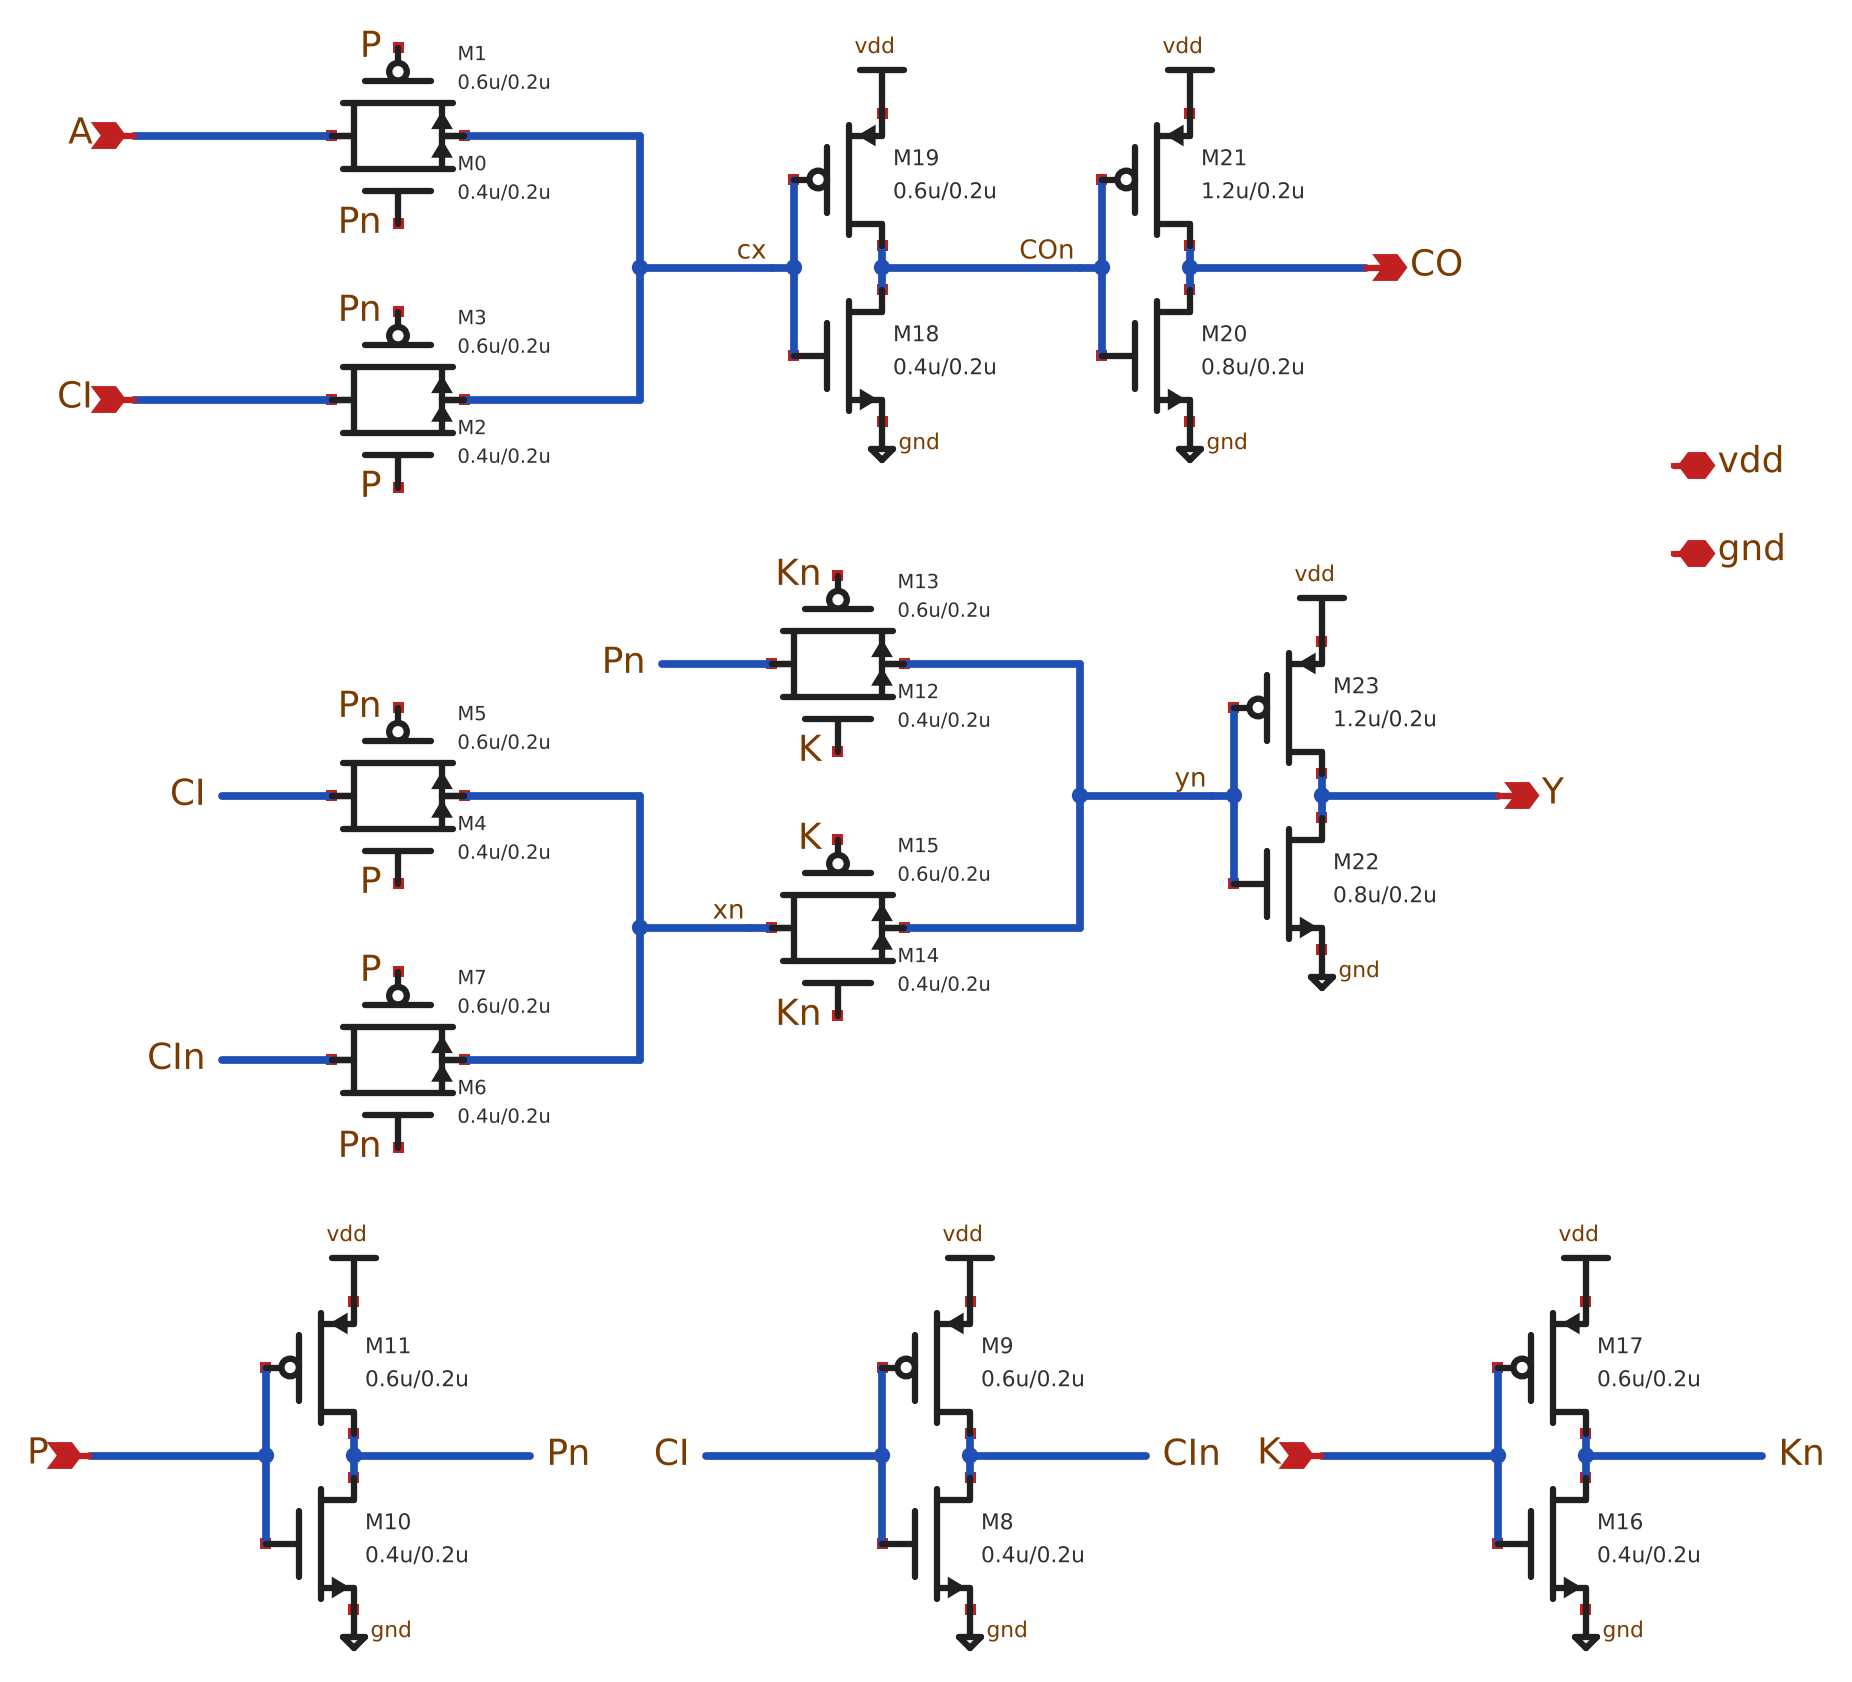 P
M1
0.6u/0.2u
A
M0
0.4u/0.2u
Pn
vdd
M19
0.6u/0.2u
vdd
M21
1.2u/0.2u
cx
COn
CO
Pn
M3
0.6u/0.2u
CI
M2
0.4u/0.2u
P
M18
0.4u/0.2u
gnd
M20
0.8u/0.2u
gnd
vdd
gnd
Kn
M13
0.6u/0.2u
Pn
M12
0.4u/0.2u
K
vdd
M23
1.2u/0.2u
Pn
M5
0.6u/0.2u
CI
M4
0.4u/0.2u
P
yn
Y
K
M15
0.6u/0.2u
xn
M14
0.4u/0.2u
Kn
M22
0.8u/0.2u
gnd
P
M7
0.6u/0.2u
CIn
M6
0.4u/0.2u
Pn
vdd
M11
0.6u/0.2u
P
Pn
M10
0.4u/0.2u
gnd
vdd
M9
0.6u/0.2u
CI
CIn
M8
0.4u/0.2u
gnd
vdd
M17
0.6u/0.2u
K
Kn
M16
0.4u/0.2u
gnd